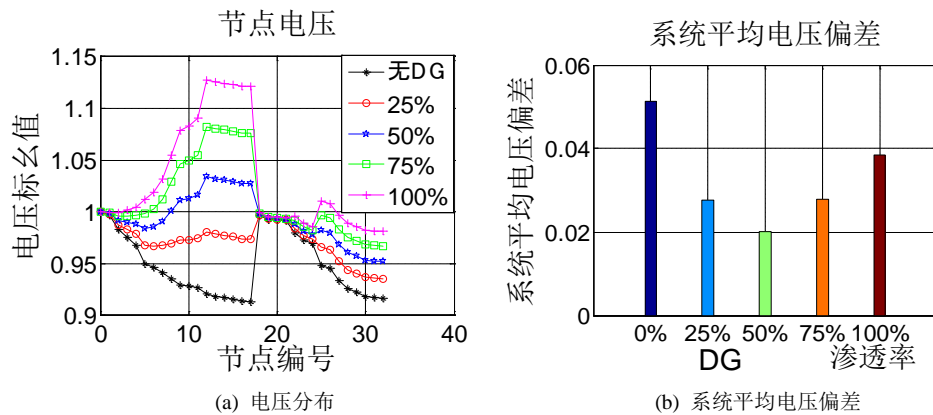 节点电压
1.15
1.1
1.05
1
0.95
0.9
电压标幺值
无DG
25%
50%
75%
100%
0
10
20
30
40
节点编号
(a) 电压分布
系统平均电压偏差
0.06
0.04
0.02
0
系统平均电压偏差
0% 25% 50% 75% 100%
DG 渗透率
(b) 系统平均电压偏差